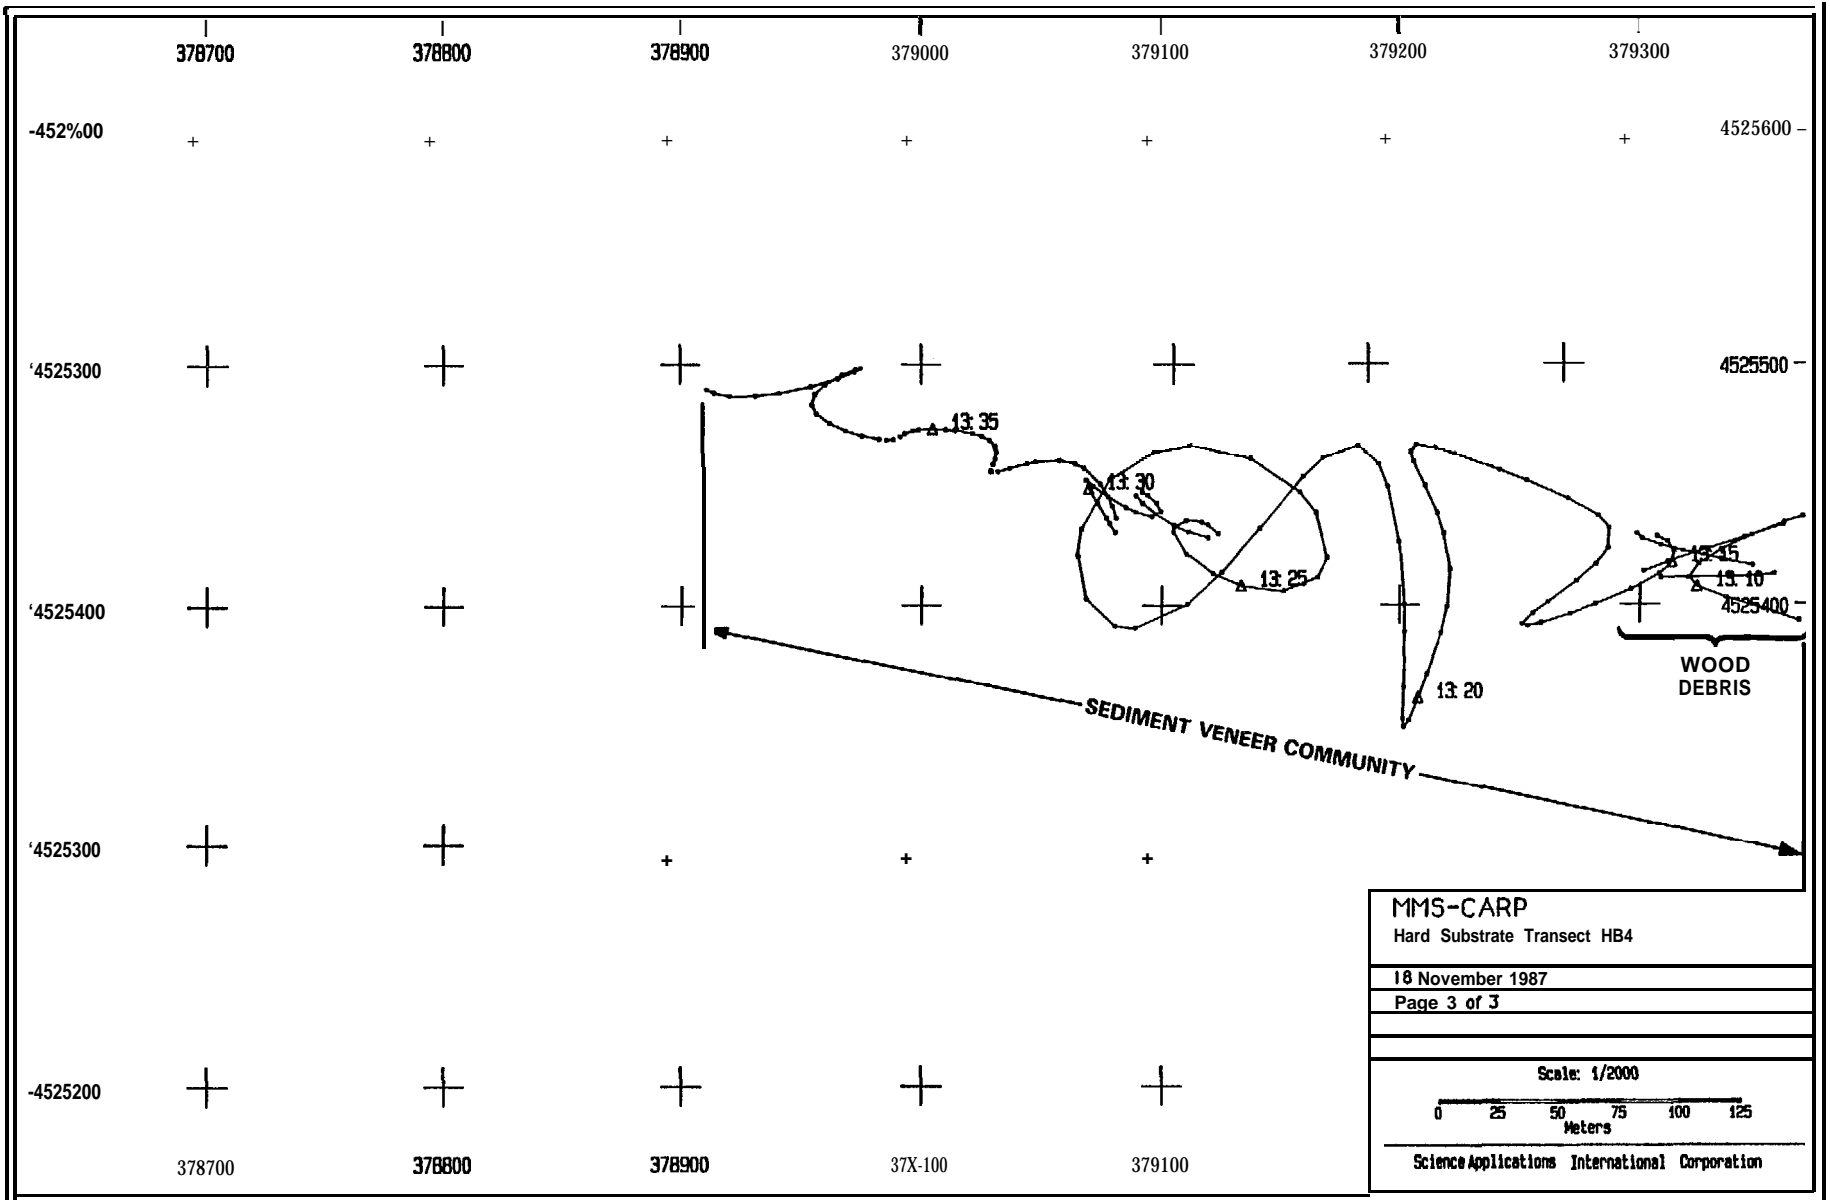 378700 378800 378900 379000 379100 379200 379300
-452%00 4525600 –
‘4525300 4525500 –
13:35
13:30
13:25
13:15
13:10
‘4525400 4525400
WOOD
DEBRIS
13:20
SEDIMENT VENEER COMMUNITY
‘4525300
MMS-CARP
Hard Substrate Transect HB4
18 November 1987
Page 3 of 3
Scale: 1/2000
0 25 50 75 100 125
Meters
Science Applications International Corporation
-4525200
378700 378800 378900 37X-100 379100